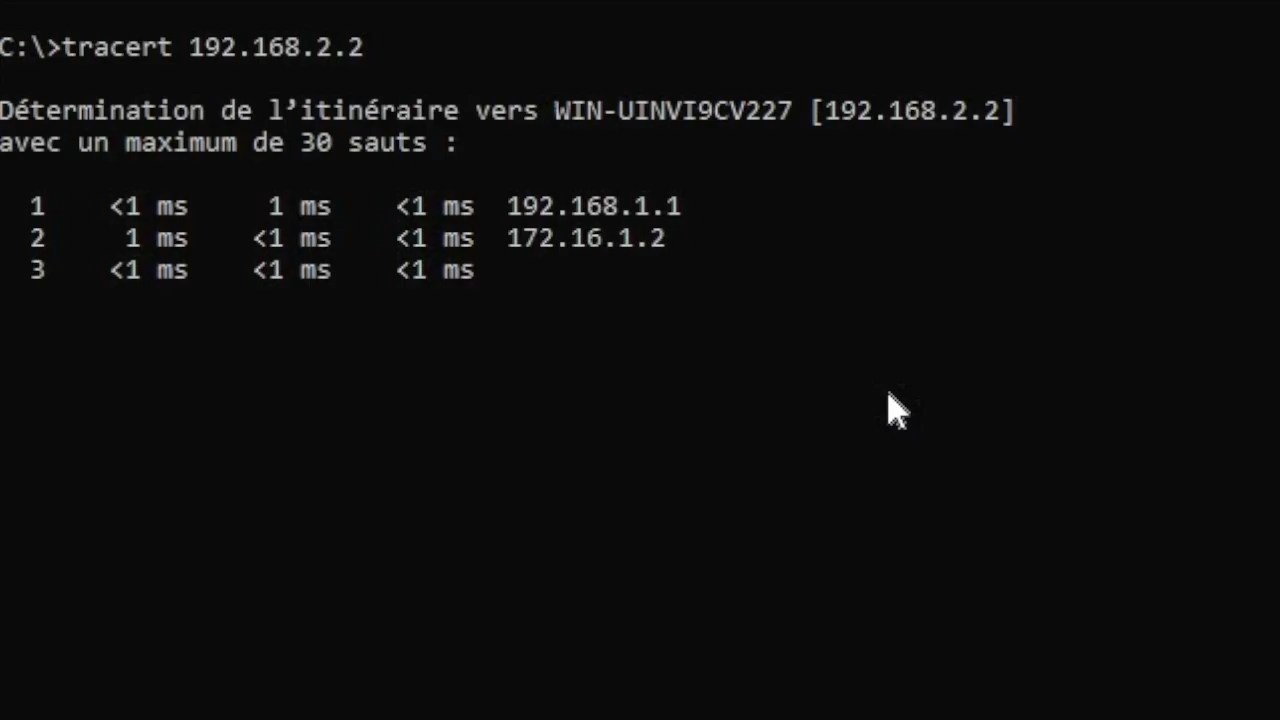 C:\>tracert 192.168.2.2
Détermination de l’itinéraire vers WIN-UINVI9CV227 [192.168.2.2]
avec un maximum de 30 sauts :
1 <1 ms 1 ms <1 ms 192.168.1.1
2 1 ms <1 ms <1 ms 172.16.1.2
3 <1 ms <1 ms <1 ms